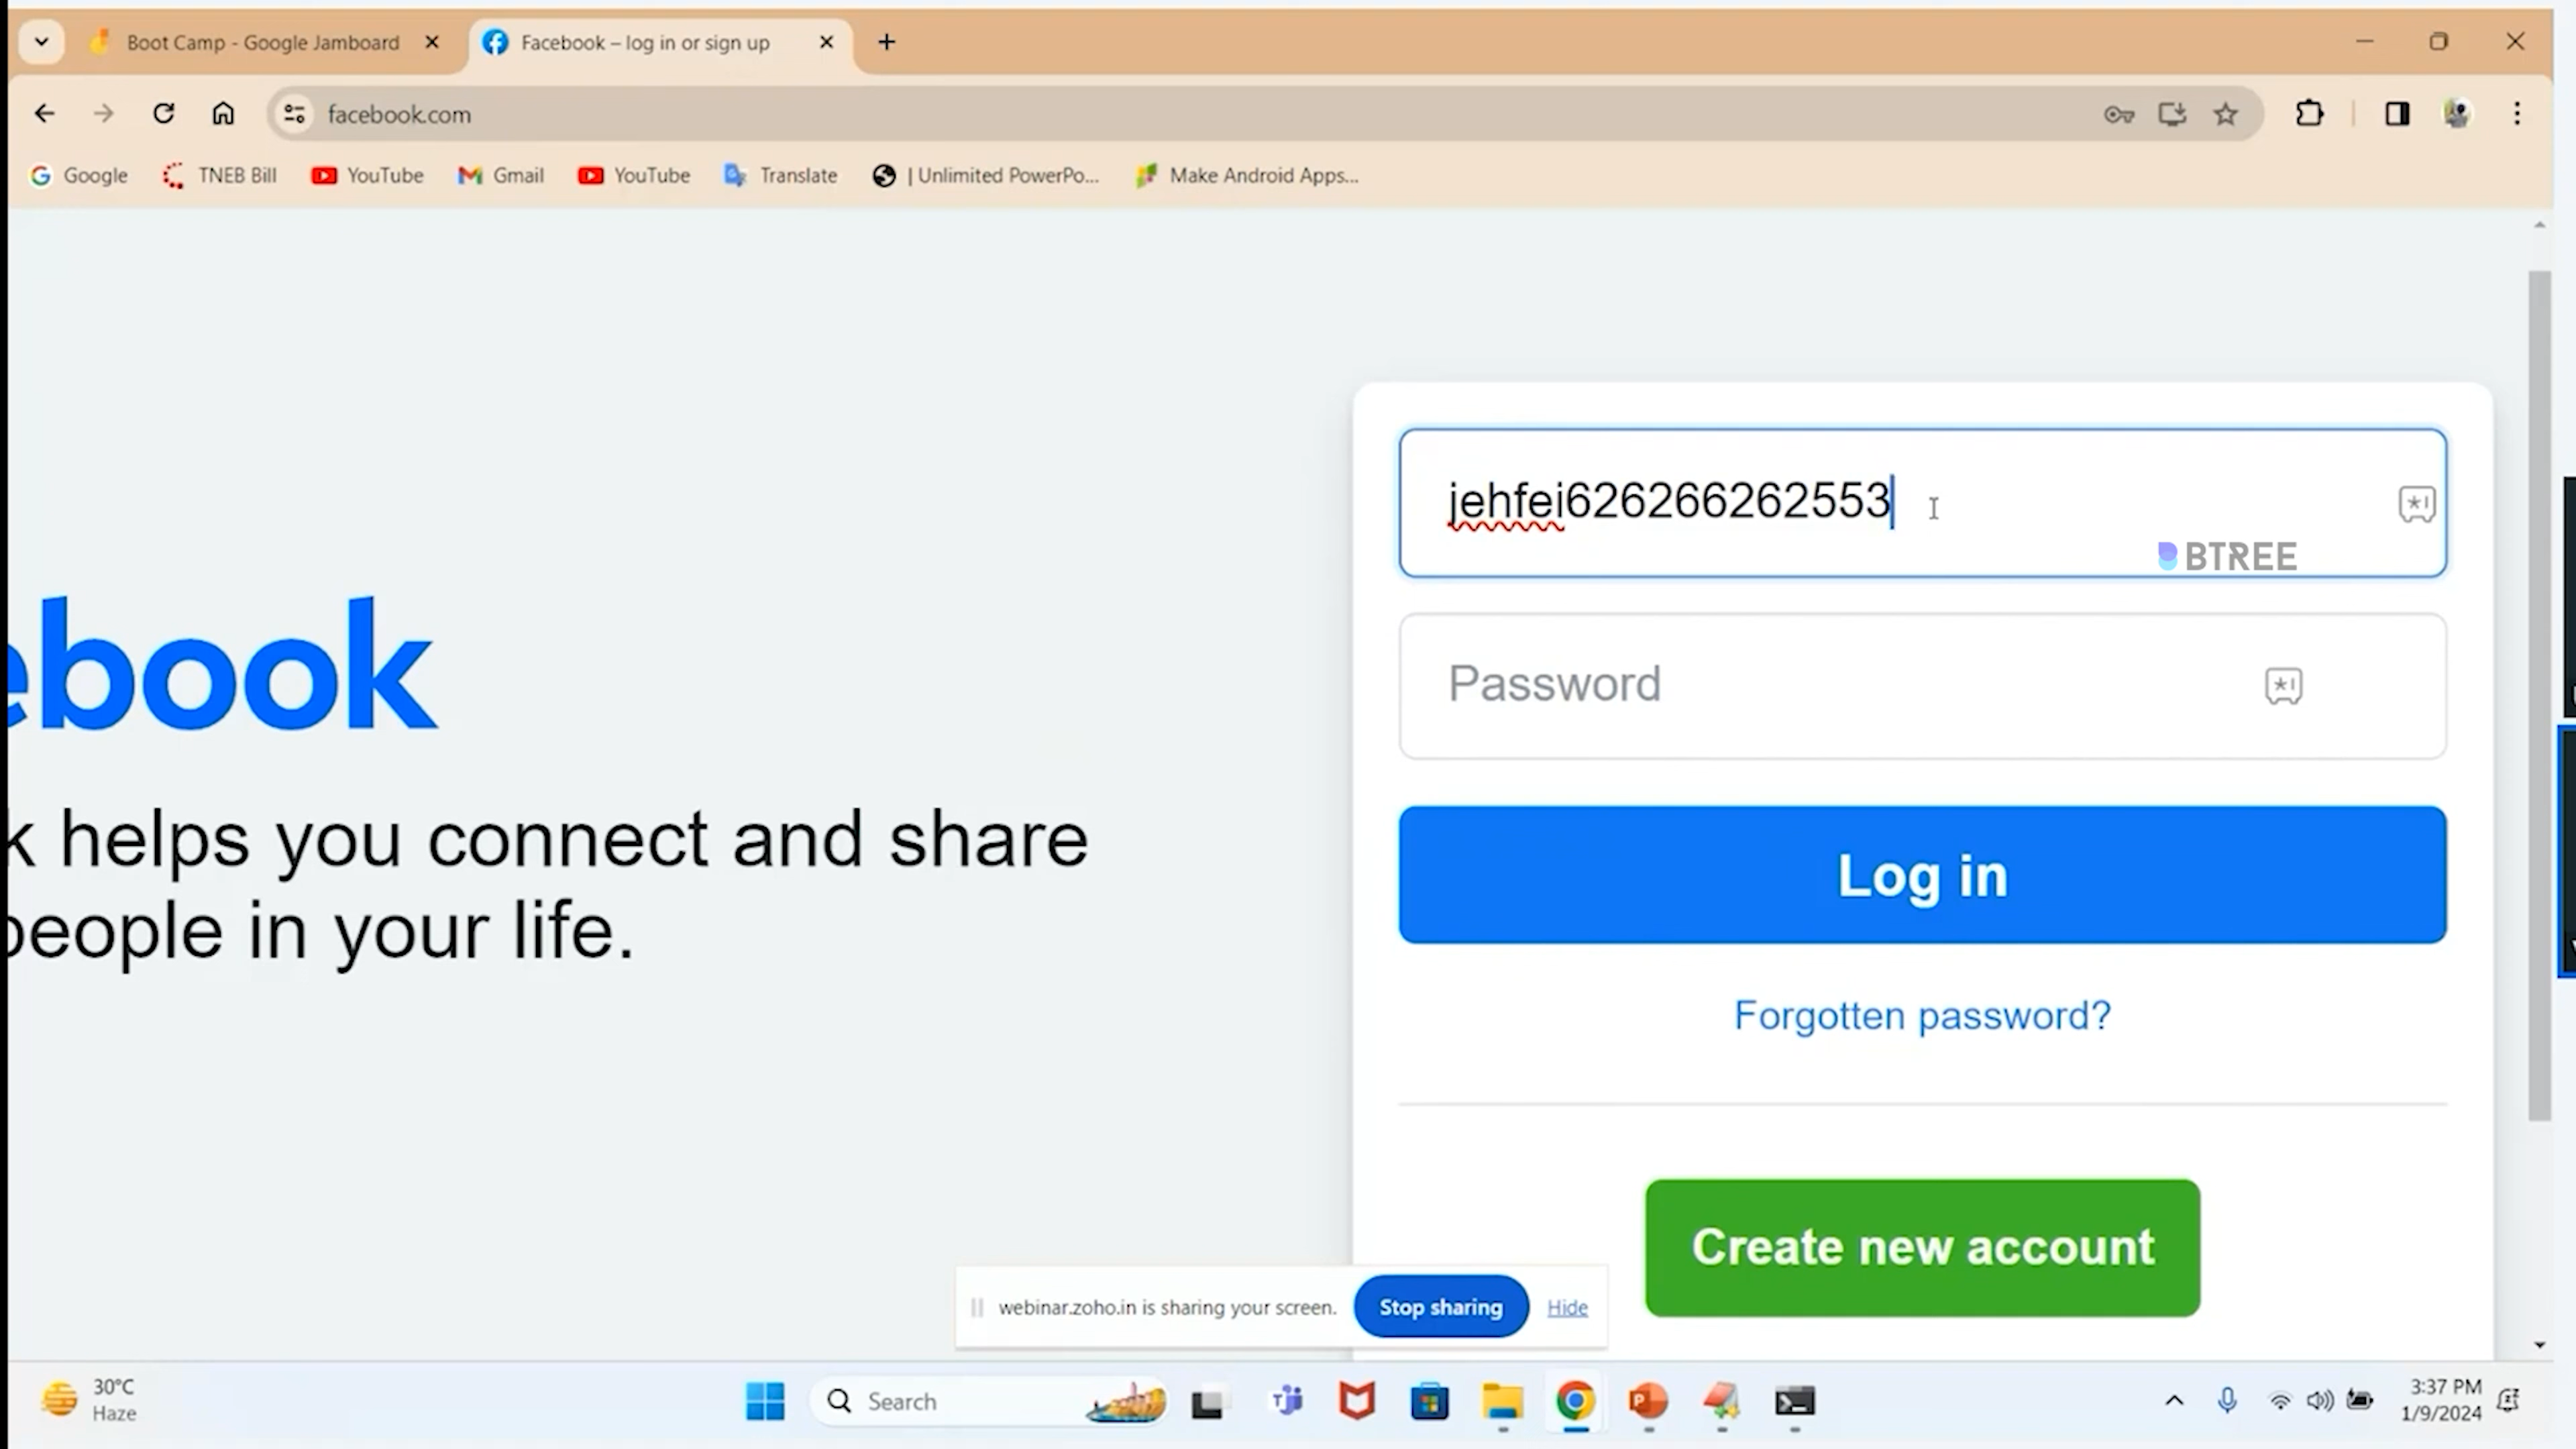 Boot Camp - Google Jamboard
Facebook – log in or sign up
facebook.com
Google
TNEB Bill
YouTube
Gmail
YouTube
Translate
| Unlimited PowerPo...
Make Android Apps...
jehfei626266262553
BTREE
Password
ebook
k helps you connect and share
people in your life.
Log in
Forgotten password?
Create new account
webinar.zoho.in is sharing your screen.
Stop sharing
Hide
30°C
Haze
Search
3:37 PM
1/9/2024